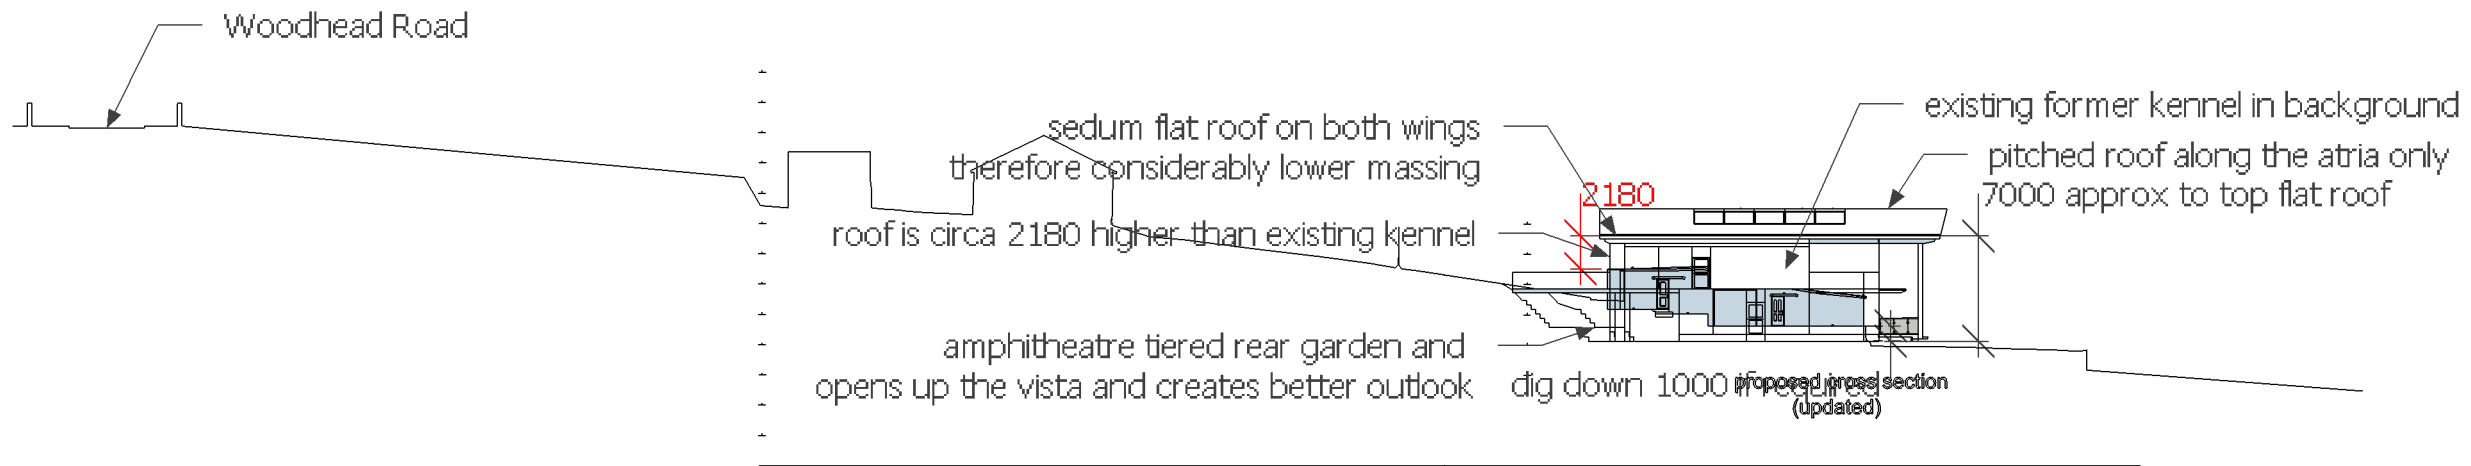 Woodhead Road
existing former kennel in background
sedum flat roof on both wings
therefore considerably lower massing
pitched roof along the atria only
7000 approx to top flat roof
2180
roof is circa 2180 higher than existing kennel
amphitheatre tiered rear garden and
opens up the vista and creates better outlook
dig down 1000 if required
proposed cross section
(updated)